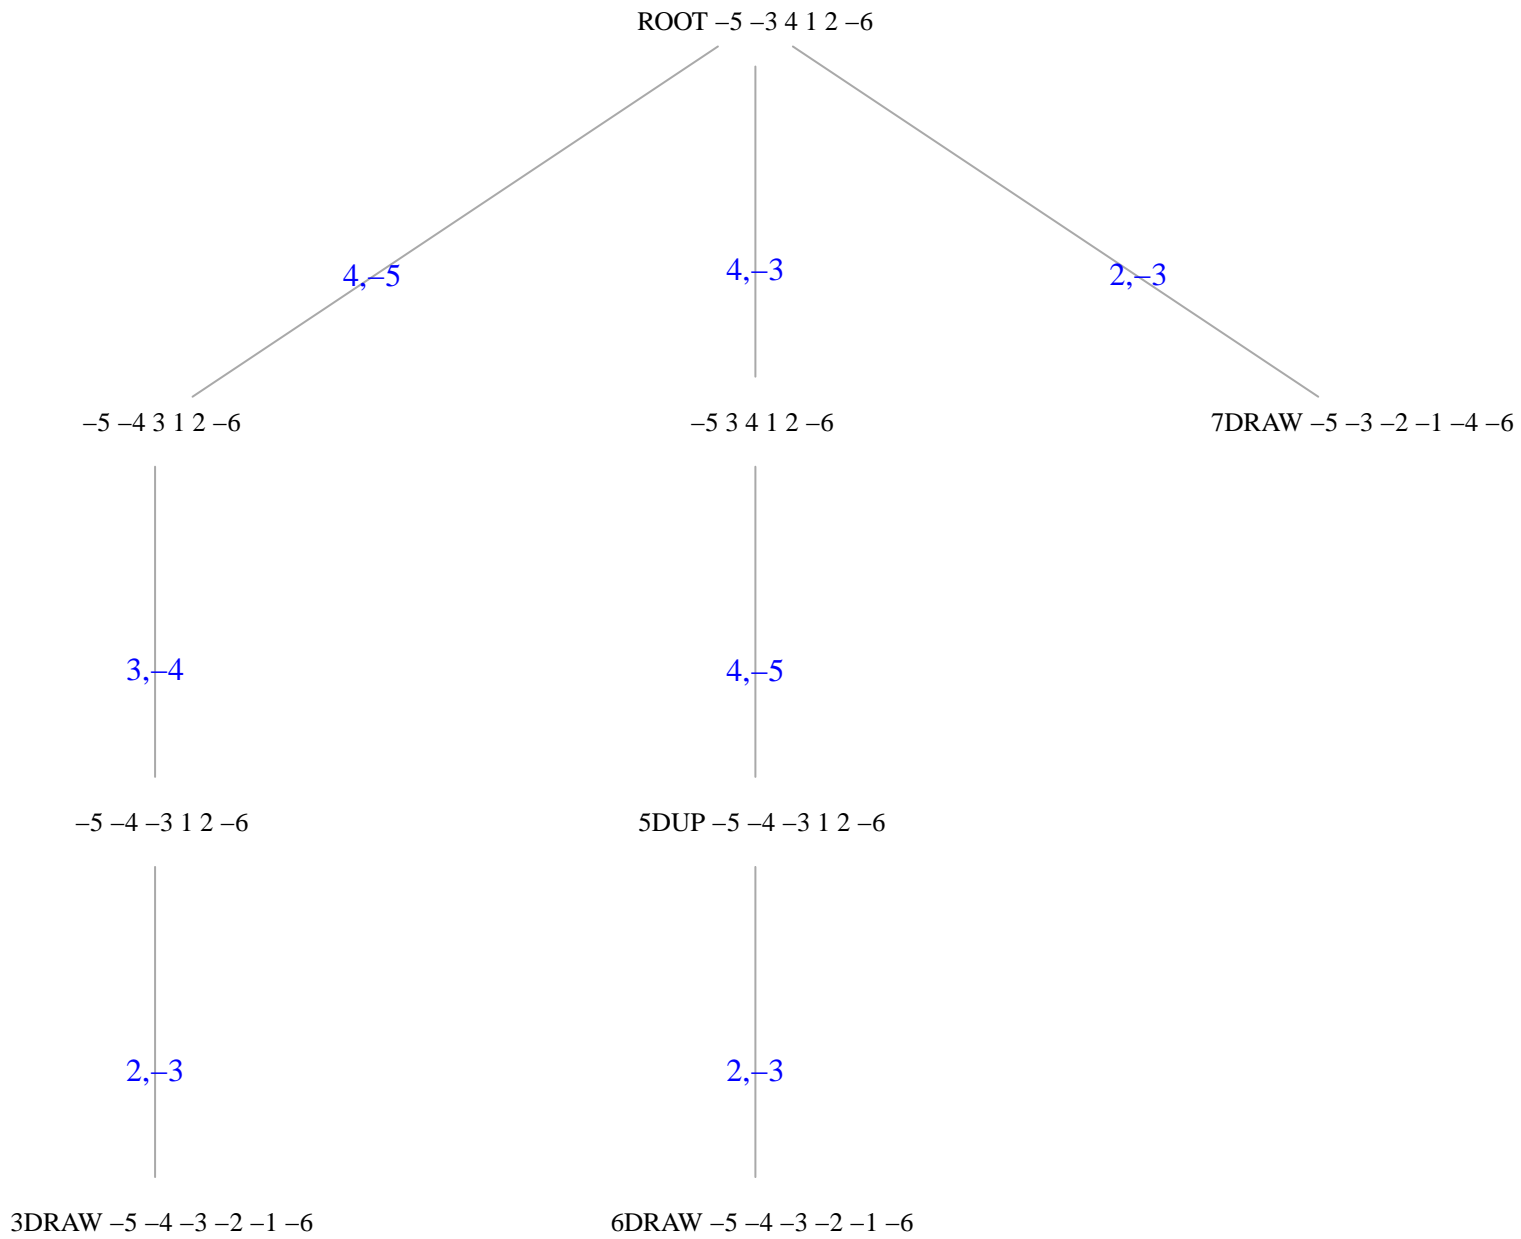 ROOT –5 –3 4 1 2 –6
4,–5
4,–3
2,–3
–5 –4 3 1 2 –6
–5 3 4 1 2 –6
7DRAW –5 –3 –2 –1 –4 –6
3,–4
4,–5
–5 –4 –3 1 2 –6
5DUP –5 –4 –3 1 2 –6
2,–3
2,–3
3DRAW –5 –4 –3 –2 –1 –6
6DRAW –5 –4 –3 –2 –1 –6